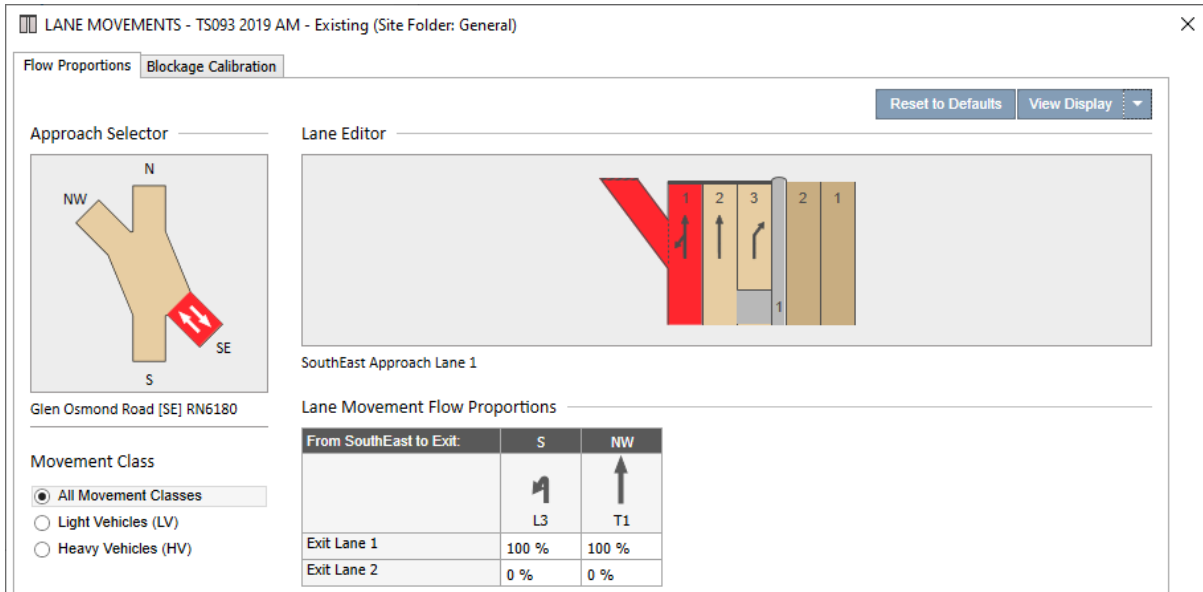 LANE MOVEMENTS - TS093 2019 AM - Existing (Site Folder: General)
Flow Proportions Blockage Calibration
Reset to Defaults View Display
Approach Selector Lane Editor
N
NW
SE
S
1 2 3 2 1
1
SouthEast Approach Lane 1
Glen Osmond Road [SE] RN6180
Lane Movement Flow Proportions
From SouthEast to Exit: S NW
L3 T1
Exit Lane 1 100 % 100 %
Exit Lane 2 0 % 0 %
Movement Class
All Movement Classes
Light Vehicles (LV)
Heavy Vehicles (HV)